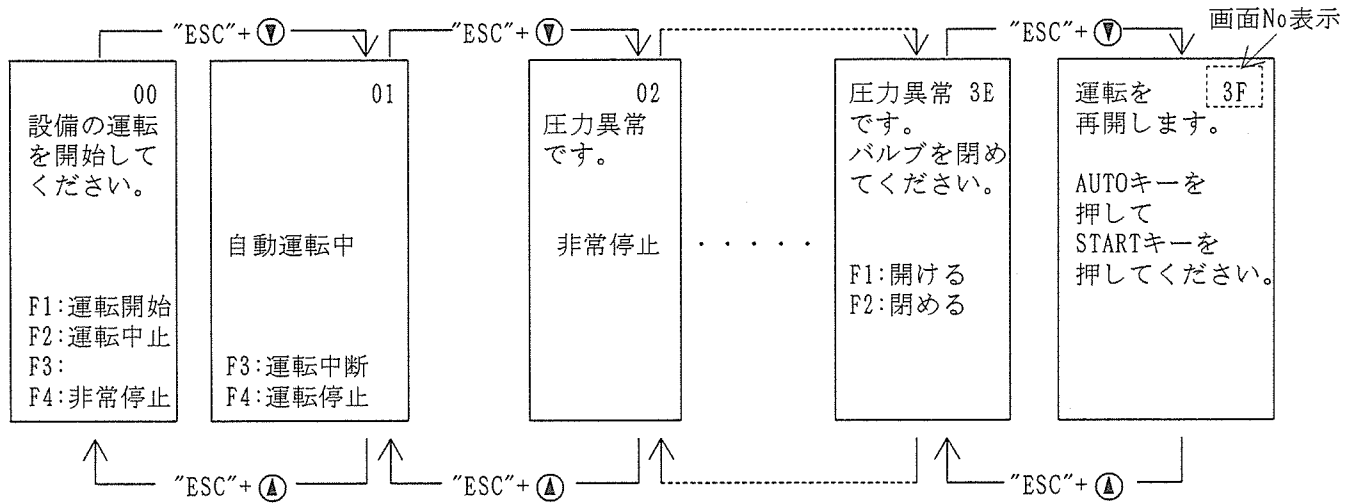 画面No表示
"ESC"+▼
"ESC"+▼
"ESC"+▼
00
設備の運転
を開始して
ください。
F1:運転開始
F2:運転中止
F3:
F4:非常停止
01
自動運転中
F3:運転中断
F4:運転停止
02
圧力異常
です。
非常停止
・・・・・
圧力異常 3E
です。
バルブを閉め
てください。
F1:開ける
F2:閉める
運転を 3F
再開します。
AUTOキーを
押して
STARTキーを
押してください。
"ESC"+▲
"ESC"+▲
"ESC"+▲